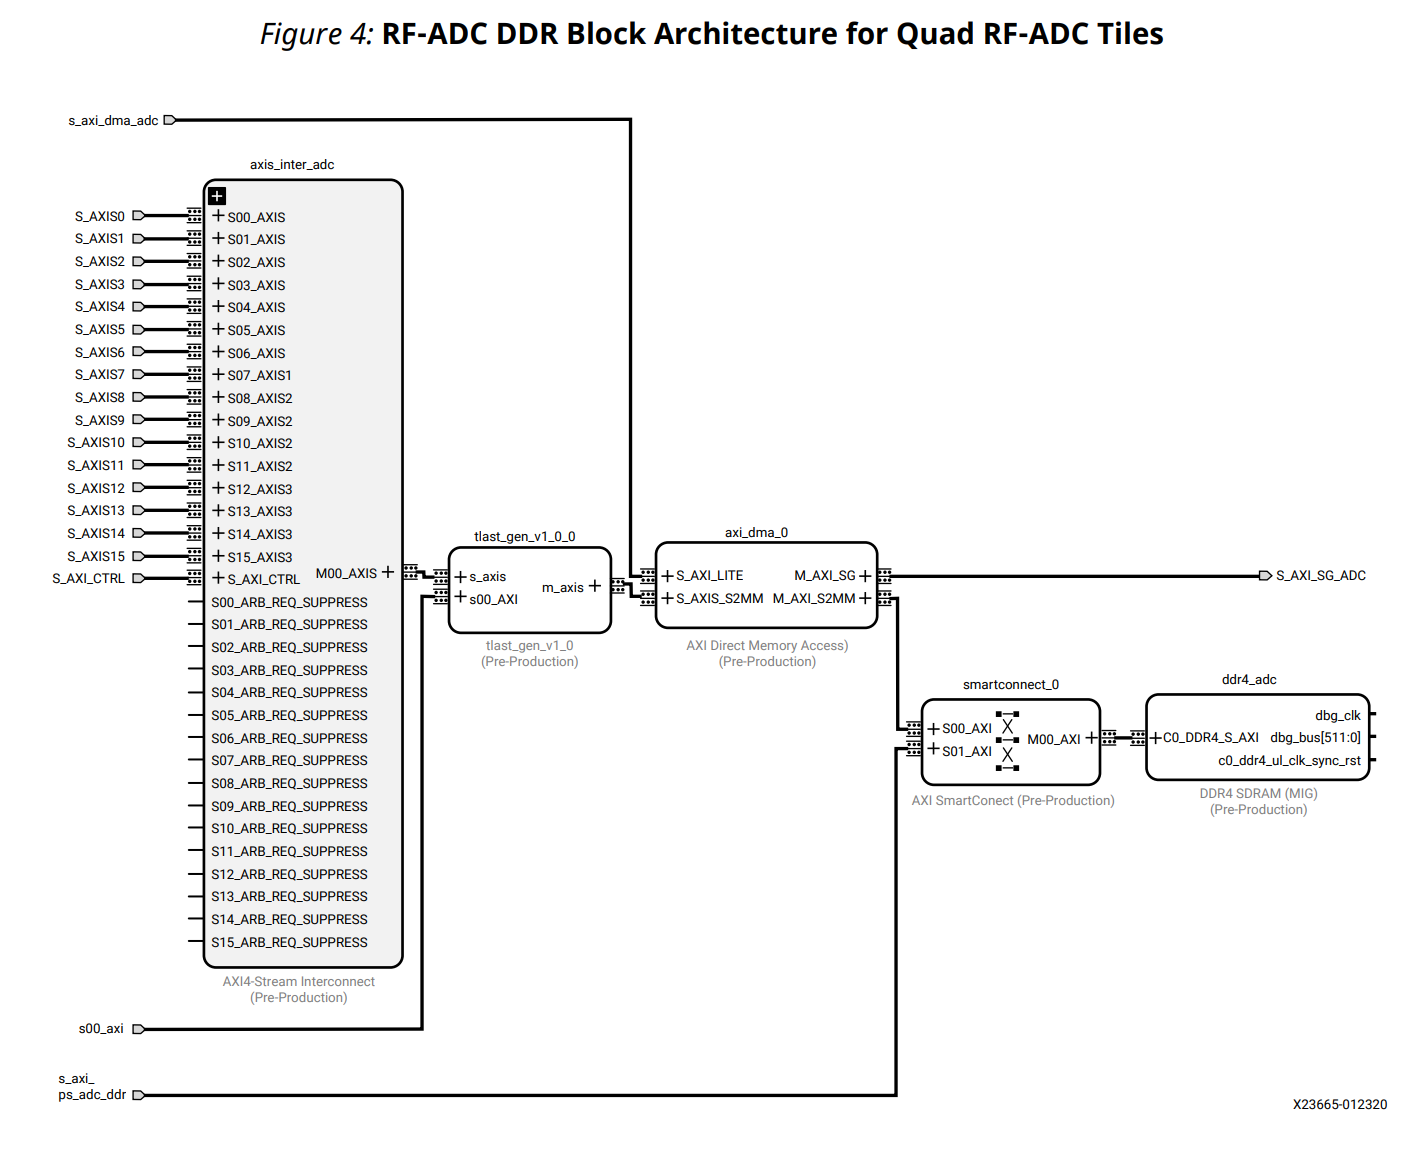 Figure 4: RF-ADC DDR Block Architecture for Quad RF-ADC Tiles
s_axi_dma_adc
axis_inter_adc
S_AXIS0
S_AXIS1
S_AXIS2
S_AXIS3
S_AXIS4
S_AXIS5
S_AXIS6
S_AXIS7
S_AXIS8
S_AXIS9
S_AXIS10
S_AXIS11
S_AXIS12
S_AXIS13
S_AXIS14
S_AXIS15
S_AXI_CTRL
S00_AXIS
S01_AXIS
S02_AXIS
S03_AXIS
S04_AXIS
S05_AXIS
S06_AXIS
S07_AXIS1
S08_AXIS2
S09_AXIS2
S10_AXIS2
S11_AXIS2
S12_AXIS3
S13_AXIS3
S14_AXIS3
S15_AXIS3
S_AXI_CTRL
M00_AXIS
S00_ARB_REQ_SUPPRESS
S01_ARB_REQ_SUPPRESS
S02_ARB_REQ_SUPPRESS
S03_ARB_REQ_SUPPRESS
S04_ARB_REQ_SUPPRESS
S05_ARB_REQ_SUPPRESS
S06_ARB_REQ_SUPPRESS
S07_ARB_REQ_SUPPRESS
S08_ARB_REQ_SUPPRESS
S09_ARB_REQ_SUPPRESS
S10_ARB_REQ_SUPPRESS
S11_ARB_REQ_SUPPRESS
S12_ARB_REQ_SUPPRESS
S13_ARB_REQ_SUPPRESS
S14_ARB_REQ_SUPPRESS
S15_ARB_REQ_SUPPRESS
AXI4-Stream Interconnect
(Pre-Production)
tlast_gen_v1_0_0
s_axis
s00_AXI
m_axis
tlast_gen_v1_0
(Pre-Production)
axi_dma_0
S_AXI_LITE
S_AXIS_S2MM
M_AXI_SG
M_AXI_S2MM
AXI Direct Memory Access)
(Pre-Production)
S_AXI_SG_ADC
smartconnect_0
S00_AXI
S01_AXI
M00_AXI
AXI SmartConect (Pre-Production)
ddr4_adc
C0_DDR4_S_AXI
dbg_clk
dbg_bus[511:0]
c0_ddr4_ul_clk_sync_rst
DDR4 SDRAM (MIG)
(Pre-Production)
s00_axi
s_axi_
ps_adc_ddr
X23665-012320